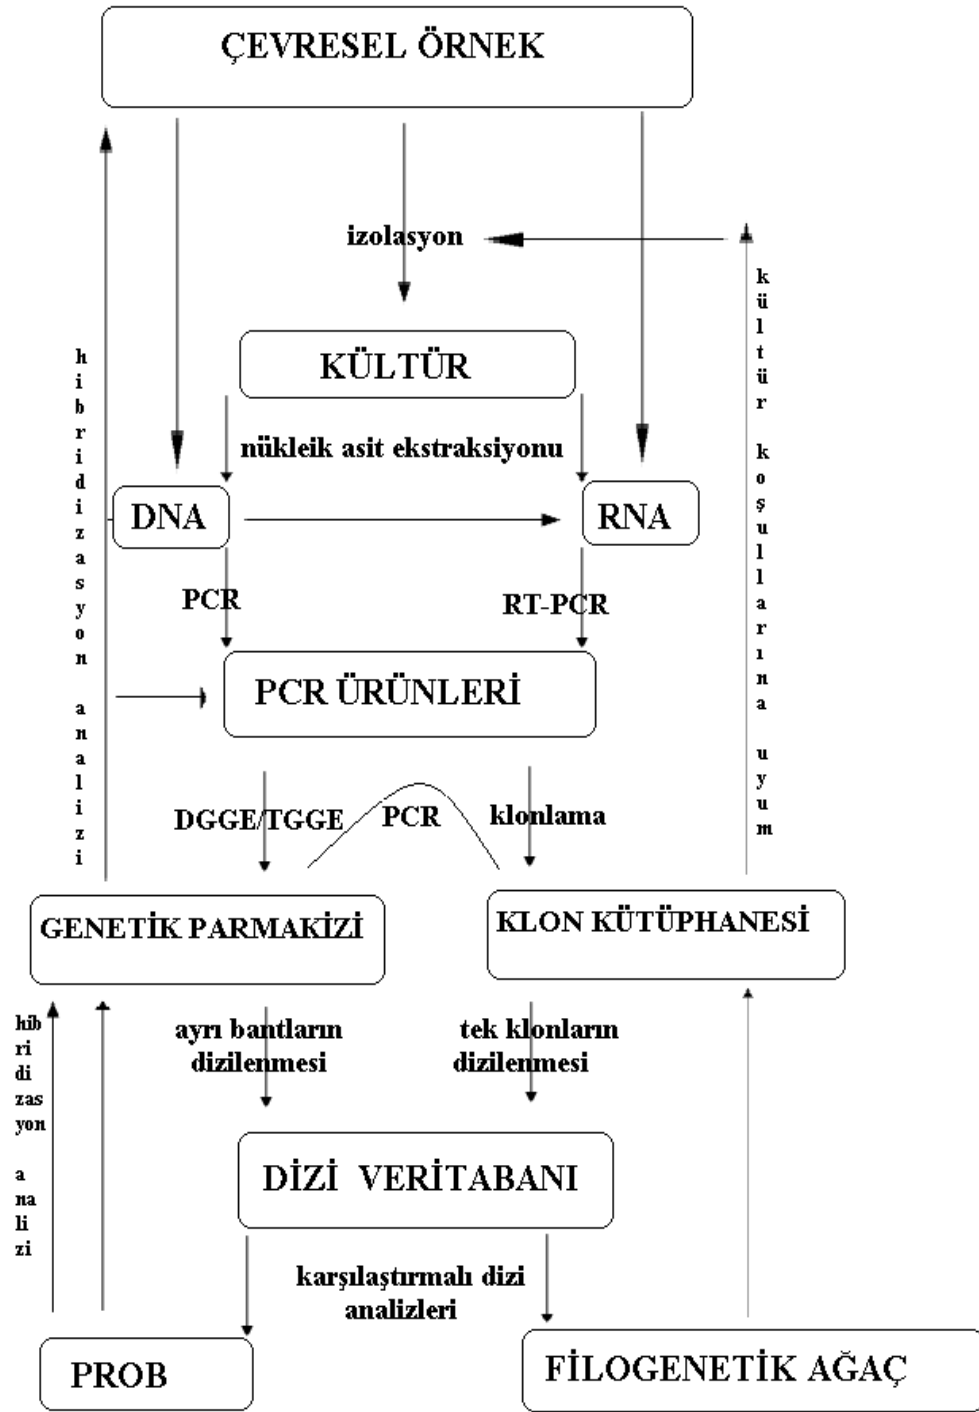 ÇEVRESEL ÖRNEK
izolasyon
kültür koşullarına uyum
KÜLTÜR
hibridizasyon analizi
nükleik asit ekstraksiyonu
DNA
RNA
PCR
RT-PCR
PCR ÜRÜNLERİ
DGGE/TGGE
PCR
klonlama
GENETİK PARMAKİZİ
KLON KÜTÜPHANESİ
hibridizasyon analizi
ayrı bantların
dizilenmesi
tek klonların
dizilenmesi
DİZİ VERİTABANI
karşılaştırmalı dizi
analizleri
PROB
FİLOGENETİK AĞAÇ